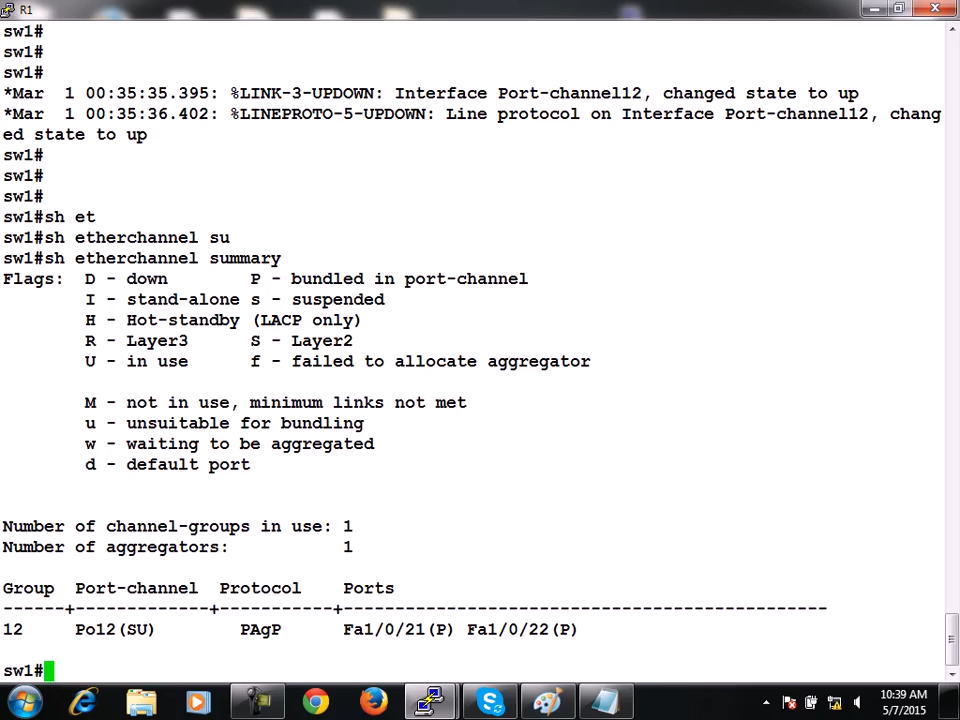 R1
sw1#
sw1#
sw1#
*Mar  1 00:35:35.395: %LINK-3-UPDOWN: Interface Port-channel12, changed state to up
*Mar  1 00:35:36.402: %LINEPROTO-5-UPDOWN: Line protocol on Interface Port-channel12, chang
ed state to up
sw1#
sw1#
sw1#
sw1#sh et
sw1#sh etherchannel su
sw1#sh etherchannel summary
Flags:  D - down        P - bundled in port-channel
        I - stand-alone s - suspended
        H - Hot-standby (LACP only)
        R - Layer3      S - Layer2
        U - in use      f - failed to allocate aggregator
        M - not in use, minimum links not met
        u - unsuitable for bundling
        w - waiting to be aggregated
        d - default port
Number of channel-groups in use: 1
Number of aggregators:           1
Group  Port-channel  Protocol    Ports
------+-------------+-----------+-----------------------------------------------
12     Po12(SU)        PAgP      Fa1/0/21(P) Fa1/0/22(P)
sw1#
10:39 AM
5/7/2015